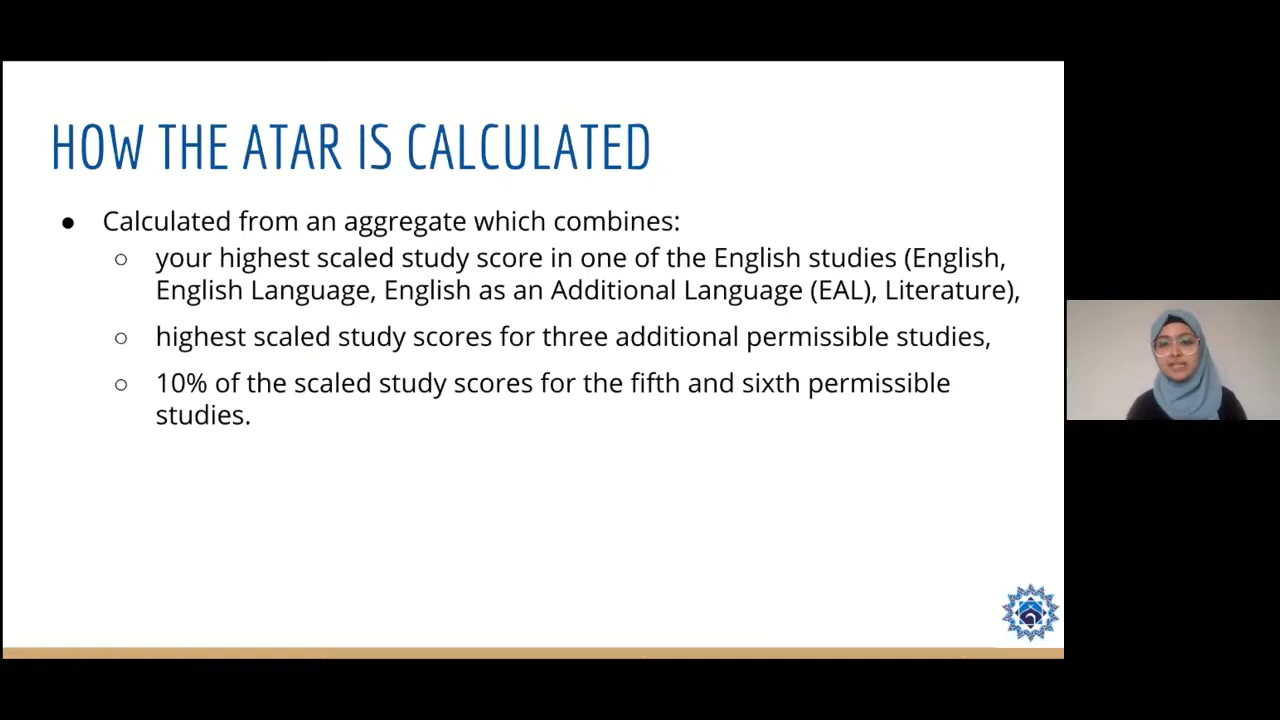 HOW THE ATAR IS CALCULATED
● Calculated from an aggregate which combines:
○ your highest scaled study score in one of the English studies (English,
English Language, English as an Additional Language (EAL), Literature),
○ highest scaled study scores for three additional permissible studies,
○ 10% of the scaled study scores for the fifth and sixth permissible
studies.